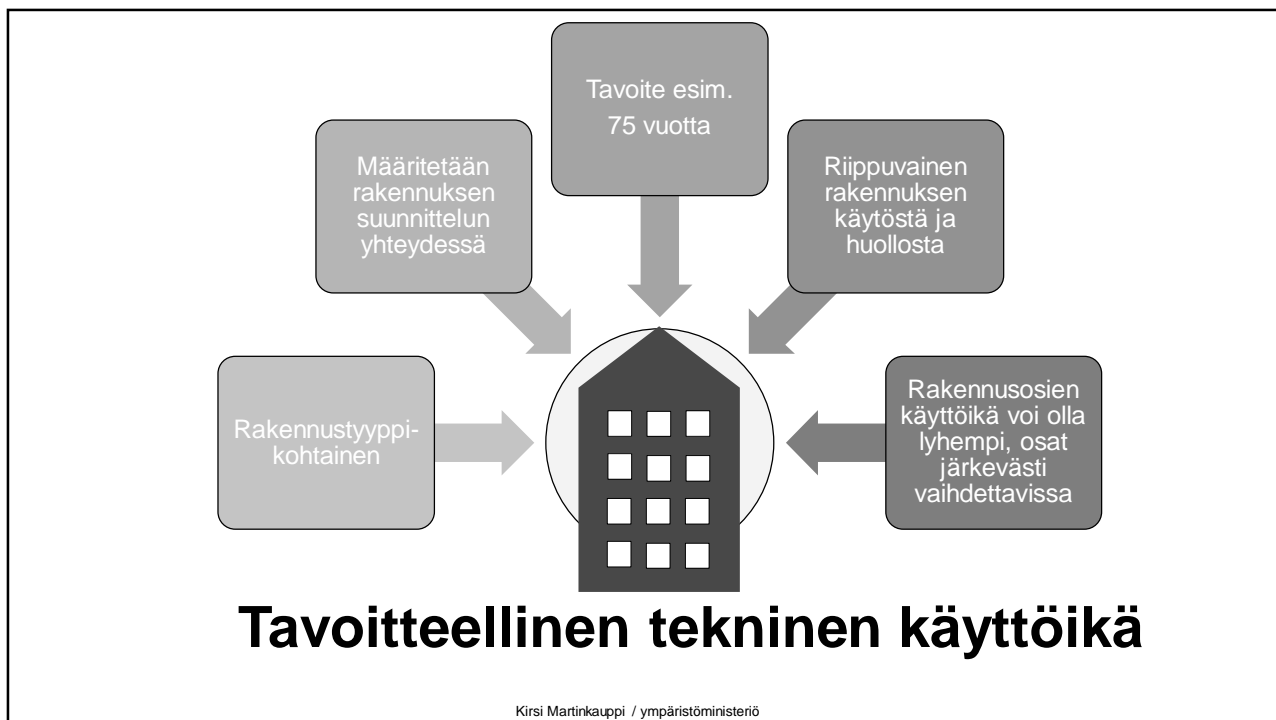 Tavoite esim.
75 vuotta
Määritetään
rakennuksen
suunnittelun
yhteydessä
Riippuvainen
rakennuksen
käytöstä ja
huollosta
Rakennustyyppi-
kohtainen
Rakennusosien
käyttöikä voi olla
lyhempi, osat
järkevästi
vaihdettavissa
Tavoitteellinen tekninen käyttöikä
Kirsi Martinkauppi / ympäristöministeriö